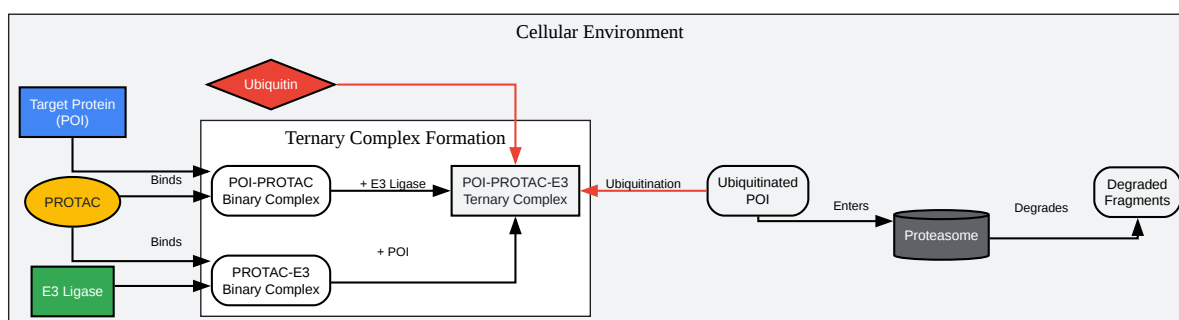 Cellular Environment
Ubiquitin
Target Protein
(POI)
Ternary Complex Formation
Binds
POI-PROTAC
Binary Complex
+ E3 Ligase
POI-PROTAC-E3
Ternary Complex
Ubiquitination
Ubiquitinated
POI
Degraded
Fragments
PROTAC
Enters
Degrades
Proteasome
Binds
+ POI
PROTAC-E3
Binary Complex
E3 Ligase